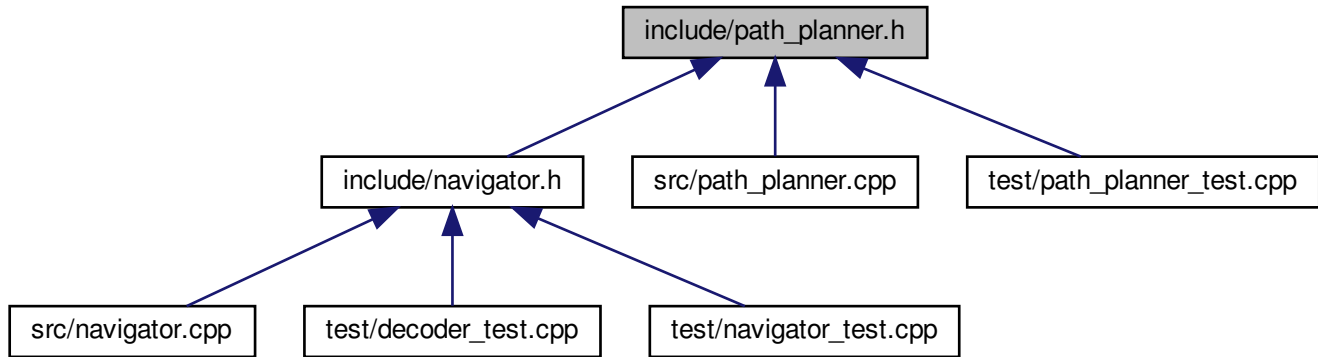 include/path_planner.h
include/navigator.h
src/path_planner.cpp
test/path_planner_test.cpp
src/navigator.cpp
test/decoder_test.cpp
test/navigator_test.cpp